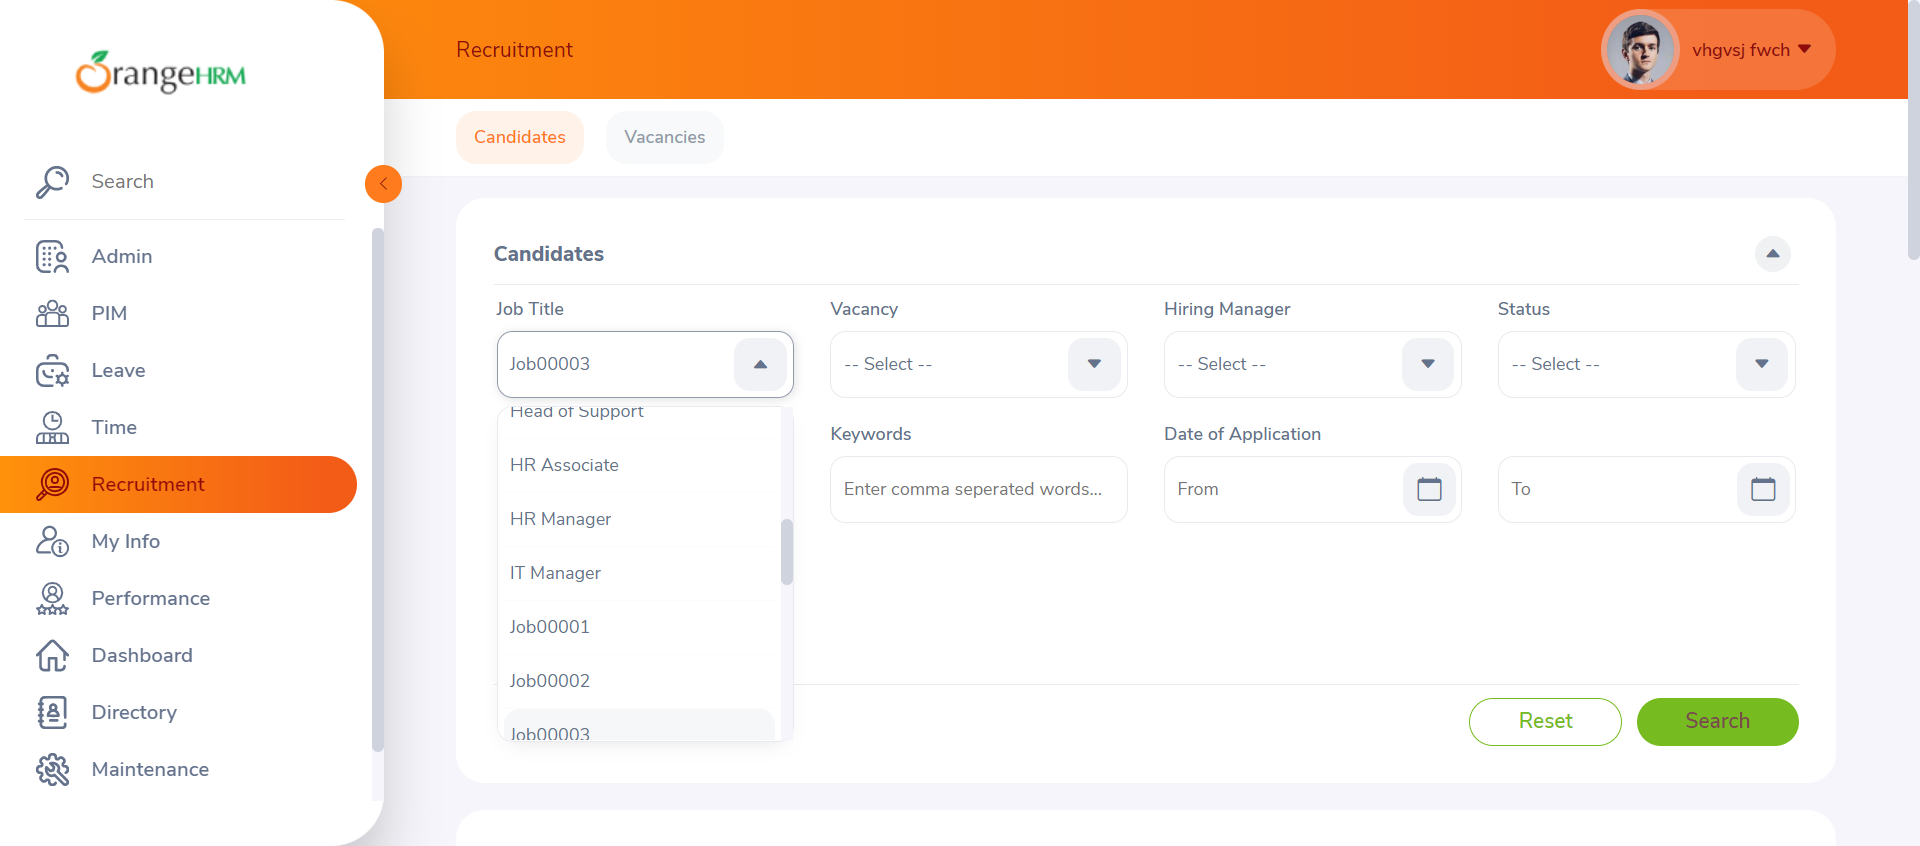 OrangeHRM
Recruitment
vhgvsj fwch
Candidates
Vacancies
Search
Admin
PIM
Leave
Time
Recruitment
My Info
Performance
Dashboard
Directory
Maintenance
Candidates
Job Title
Vacancy
Hiring Manager
Status
Job00003
-- Select --
-- Select --
-- Select --
Head of Support
HR Associate
HR Manager
IT Manager
Job00001
Job00002
Job00003
Keywords
Date of Application
Enter comma seperated words...
From
To
Reset
Search